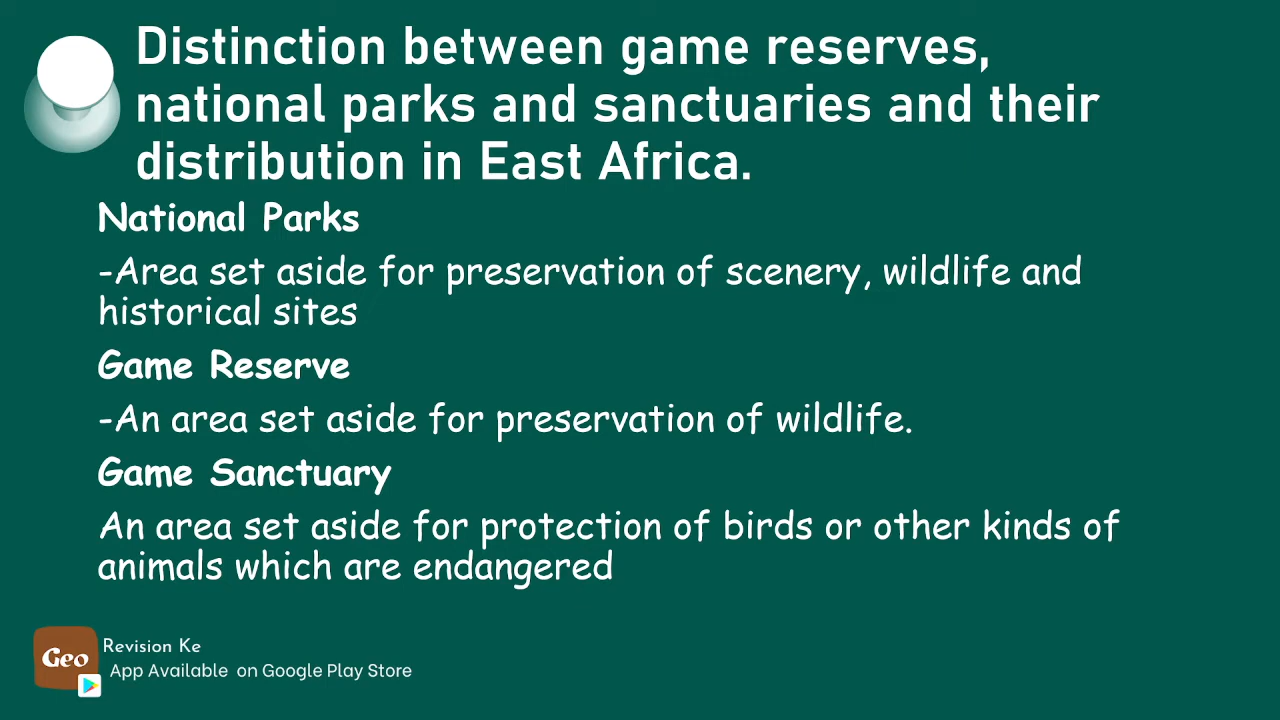 Distinction between game reserves,
national parks and sanctuaries and their
distribution in East Africa.
National Parks
-Area set aside for preservation of scenery, wildlife and
historical sites
Game Reserve
-An area set aside for preservation of wildlife.
Game Sanctuary
An area set aside for protection of birds or other kinds of
animals which are endangered
Geo
Revision Ke
App Available on Google Play Store